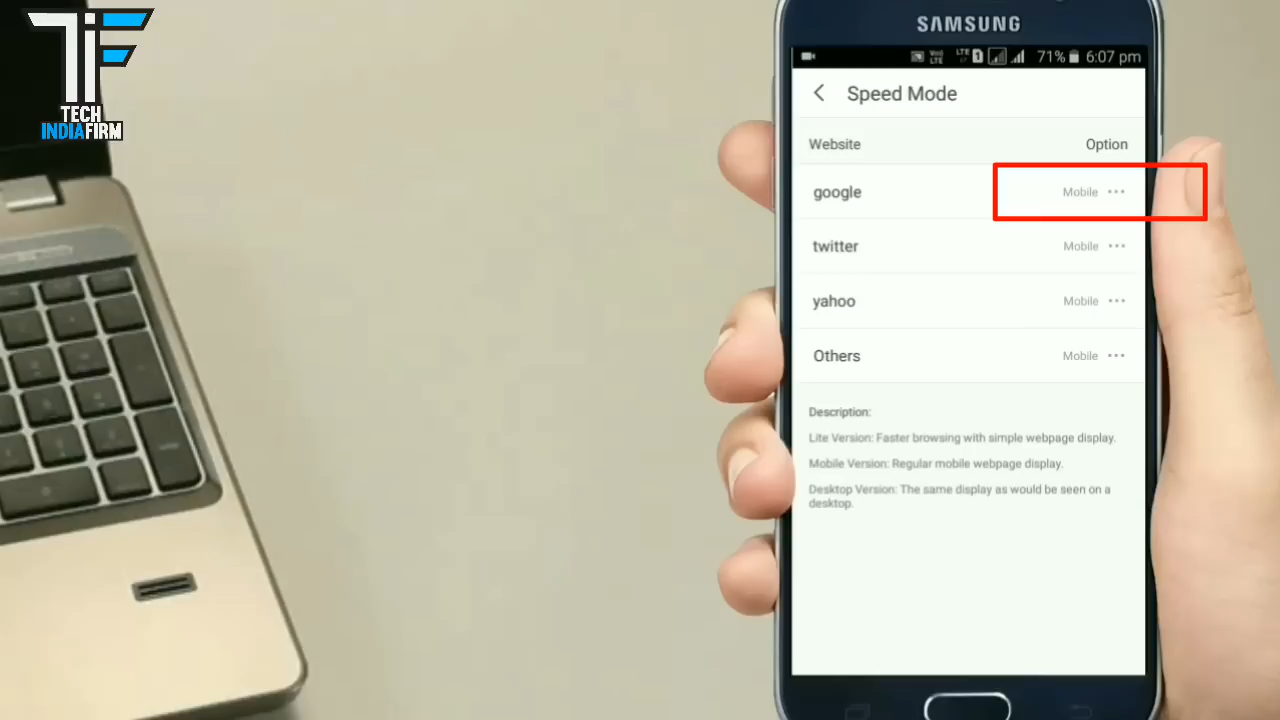 TECH
INDIAFIRM
SAMSUNG
LTE 1 71% 6:07 pm
Speed Mode
Website Option
google Mobile
twitter Mobile
yahoo Mobile
Others Mobile
Description:
Lite Version: Faster browsing with simple webpage display.
Mobile Version: Regular mobile webpage display.
Desktop Version: The same display as would be seen on a
desktop.